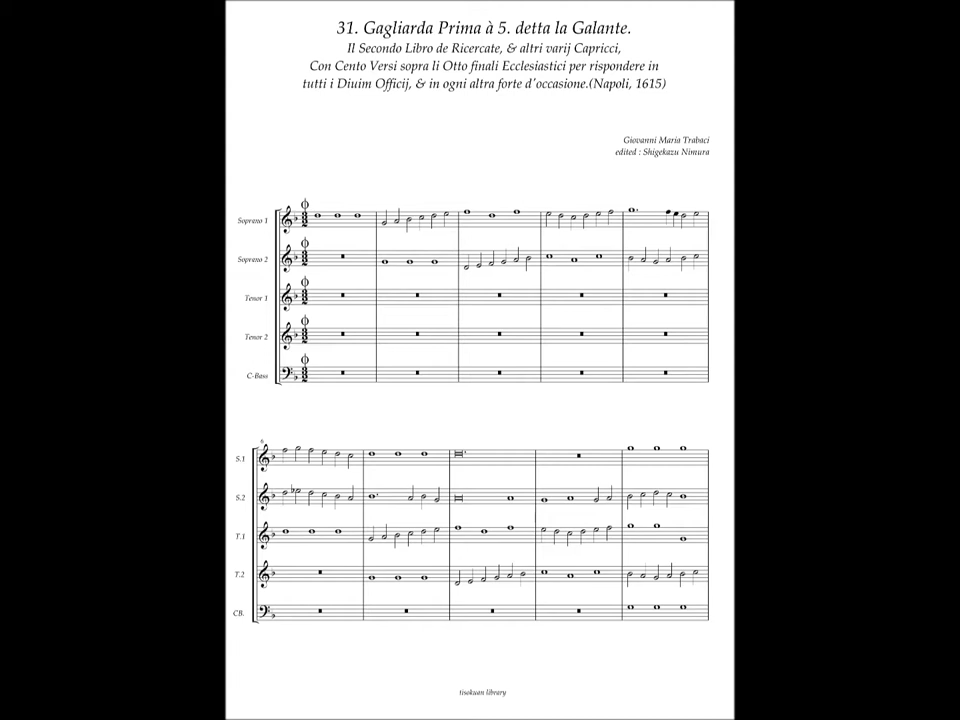 31. Gagliarda Prima à 5. detta la Galante.
Il Secondo Libro de Ricercate, & altri varij Capricci,
Con Cento Versi sopra li Otto finali Ecclesiastici per rispondere in
tutti i Diuim Officij, & in ogni altra forte d'occasione.(Napoli, 1615)
Giovanni Maria Trabaci
edited : Shigekazu Nimura
Soprano 1
Soprano 2
Tenor 1
Tenor 2
C-Bass
6
S.1
S.2
T.1
T.2
CB.
tisokuan library